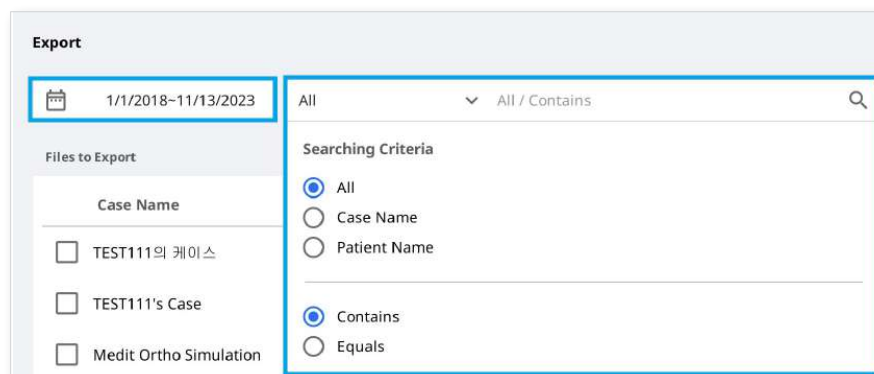 Export
1/1/2018~11/13/2023
All
All / Contains
Files to Export
Searching Criteria
Case Name
All
Case Name
Patient Name
TEST111의 케이스
TEST111's Case
Contains
Medit Ortho Simulation
Equals